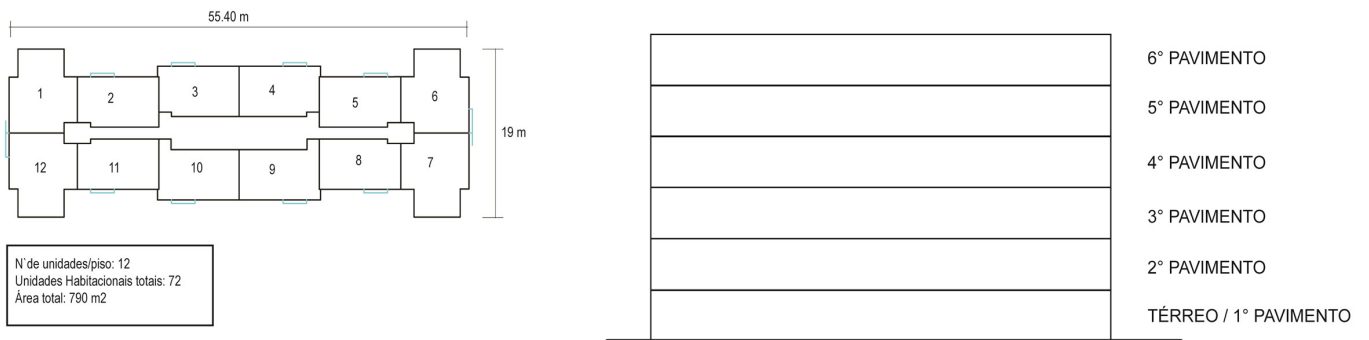 55.40 m
1
2
3
4
5
6
19 m
12
11
10
9
8
7
N`de unidades/piso: 12
Unidades Habitacionais totais: 72
Área total: 790 m2
6° PAVIMENTO
5° PAVIMENTO
4° PAVIMENTO
3° PAVIMENTO
2° PAVIMENTO
TÉRREO / 1° PAVIMENTO